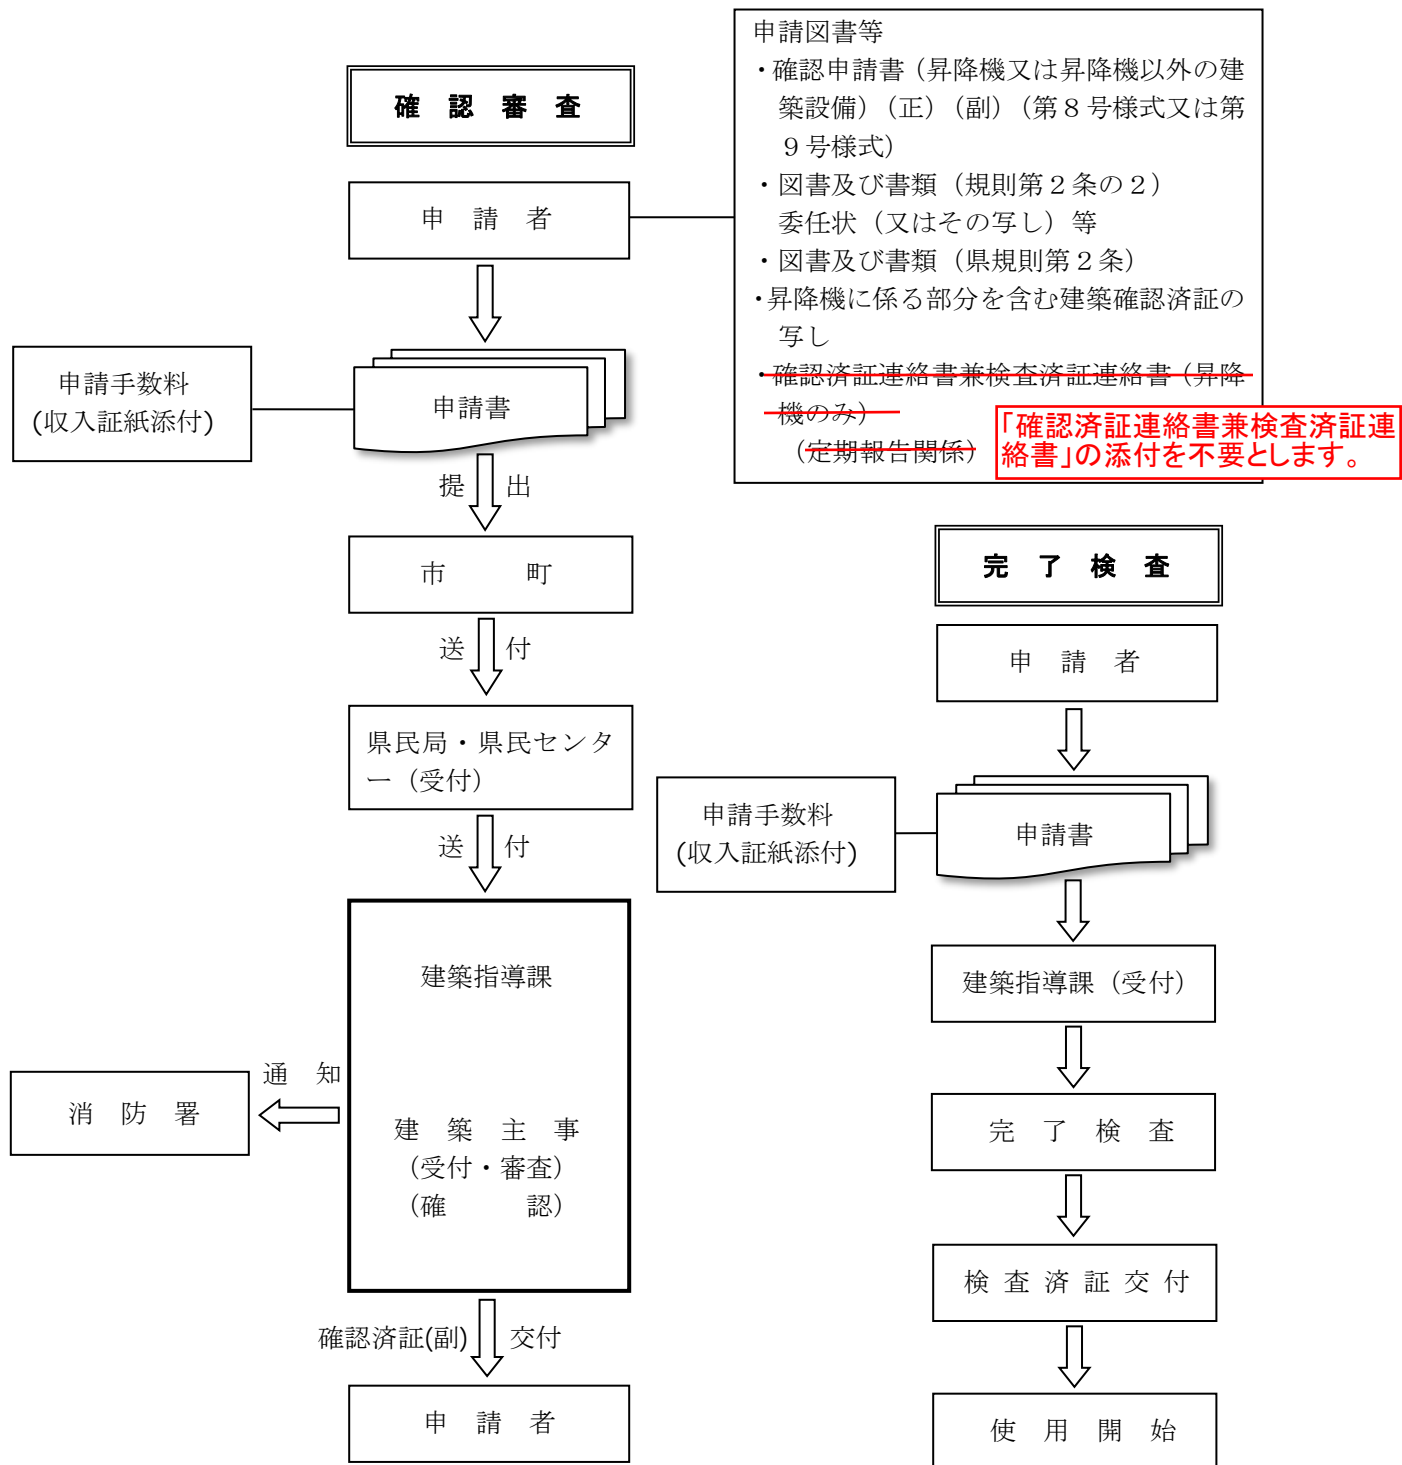 確　認　審　査
申　請　者
申請図書等
・確認申請書（昇降機又は昇降機以外の建
築設備）（正）（副）（第８号様式又は第
９号様式）
・図書及び書類（規則第２条の２）
委任状（又はその写し）等
・図書及び書類（県規則第２条）
・昇降機に係る部分を含む建築確認済証の
写し
・確認済証連絡書兼検査済証連絡書（昇降
機のみ）
（定期報告関係）
「確認済証連絡書兼検査済証連
絡書」の添付を不要とします。
申請手数料
(収入証紙添付)
申請書
提　出
市　　　町
送　付
県民局・県民センタ
ー（受付）
送　付
建築指導課
建　築　主　事
（受付・審査）
（確　　　認）
通　知
消　防　署
確認済証(副)　交付
申　請　者
完　了　検　査
申　請　者
申請手数料
(収入証紙添付)
申請書
建築指導課（受付）
完　了　検　査
検 査 済 証 交 付
使　用　開　始